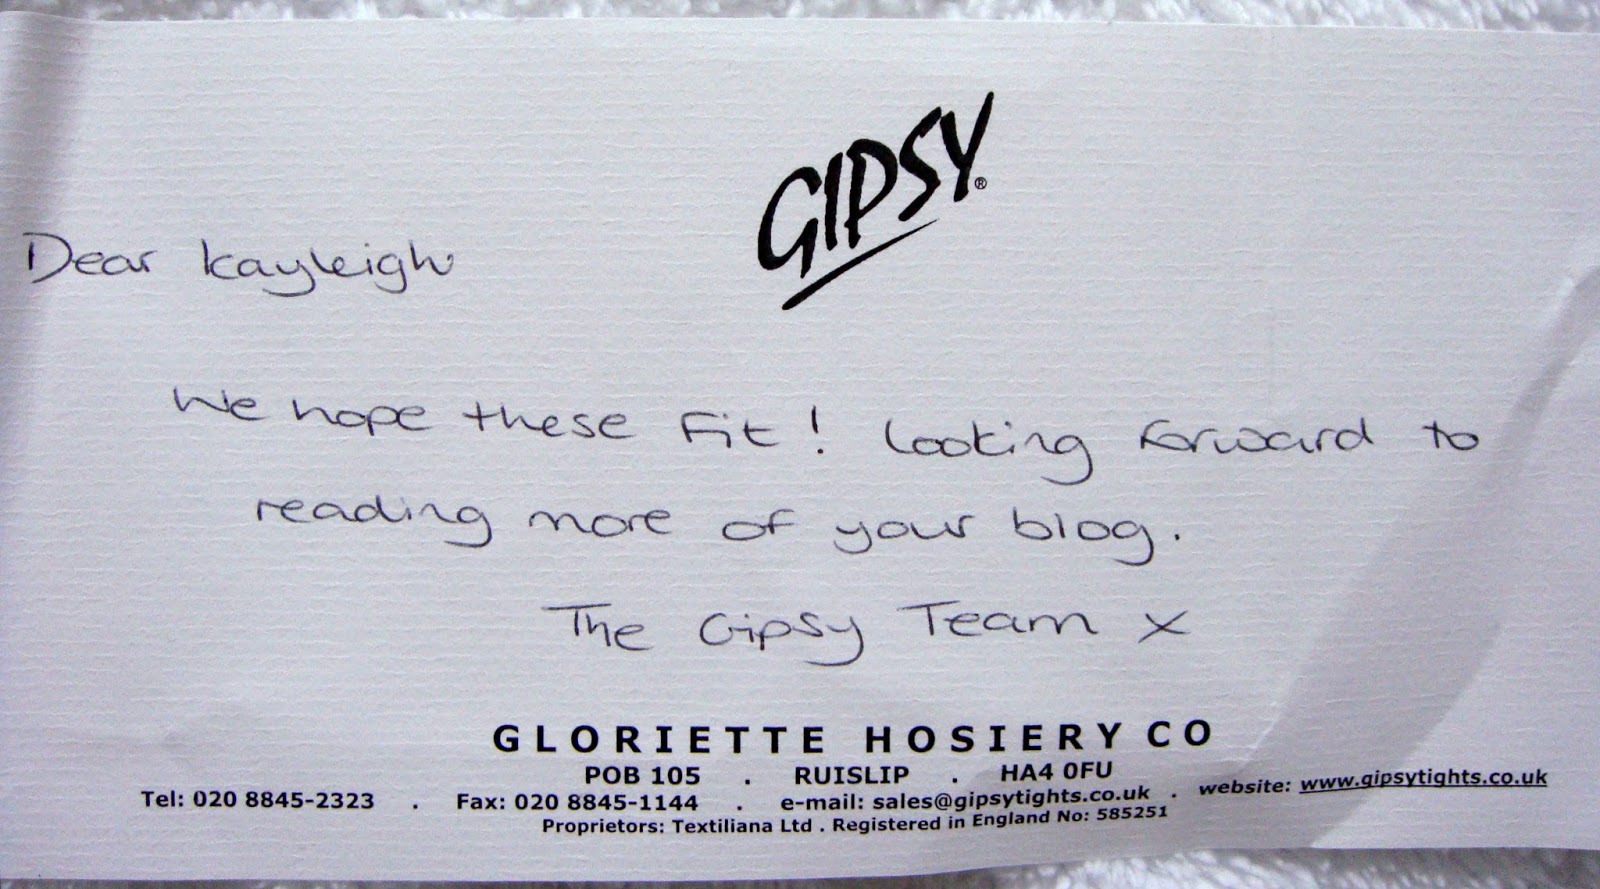 GIPSY®
Dear Kayleigh
We hope these fit! Looking forward to
reading more of your blog.
The Gipsy Team x
GLORIETTE HOSIERY CO
POB 105 . RUISLIP . HA4 0FU
Tel: 020 8845-2323 . Fax: 020 8845-1144 . e-mail: sales@gipsytights.co.uk . website: www.gipsytights.co.uk
Proprietors: Textiliana Ltd . Registered in England No: 585251